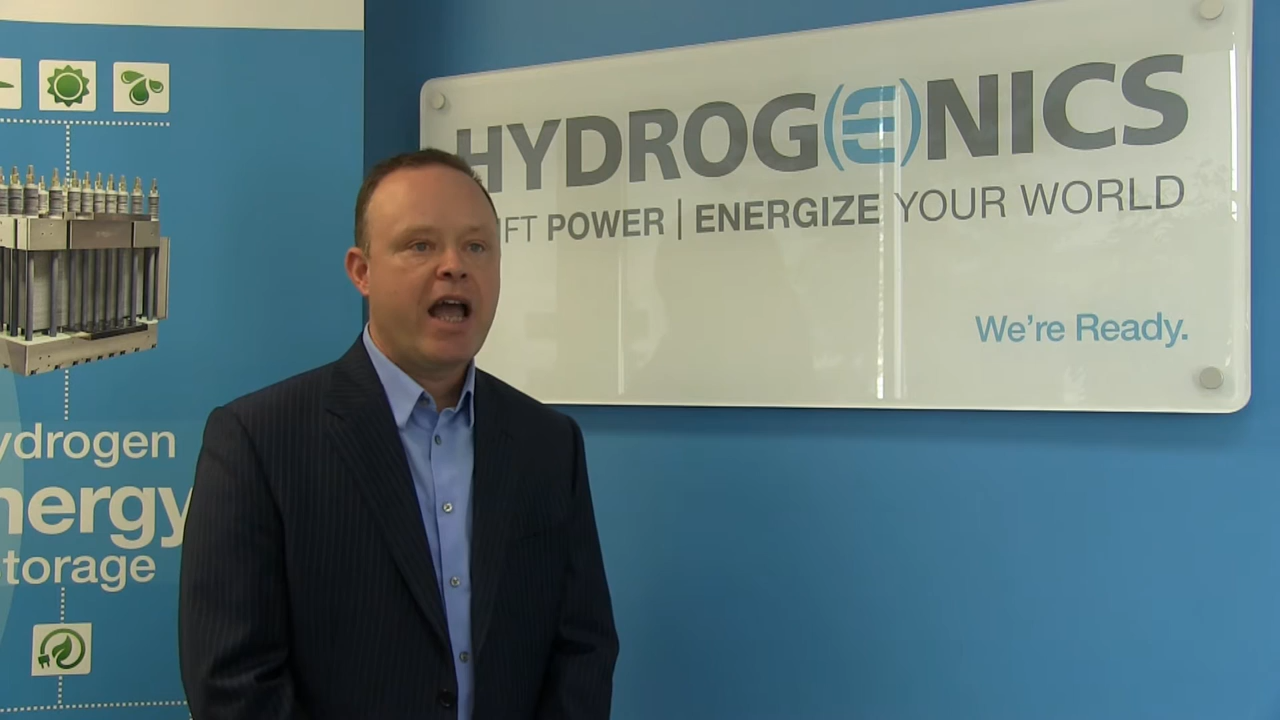 HYDROGENICS
POWER | ENERGIZE YOUR WORLD
We're Ready.
ydrogen
nergy
torage